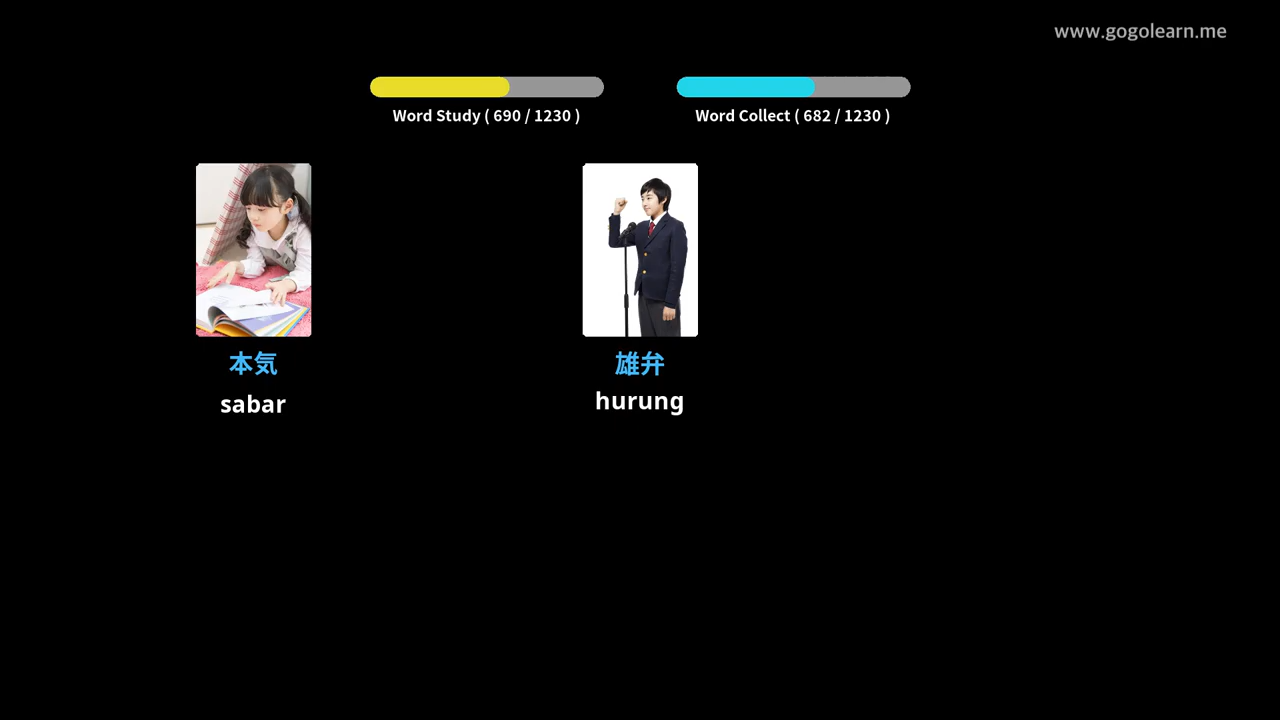 www.gogolearn.me
Word Study ( 690 / 1230 )
Word Collect ( 682 / 1230 )
本気
sabar
雄弁
hurung